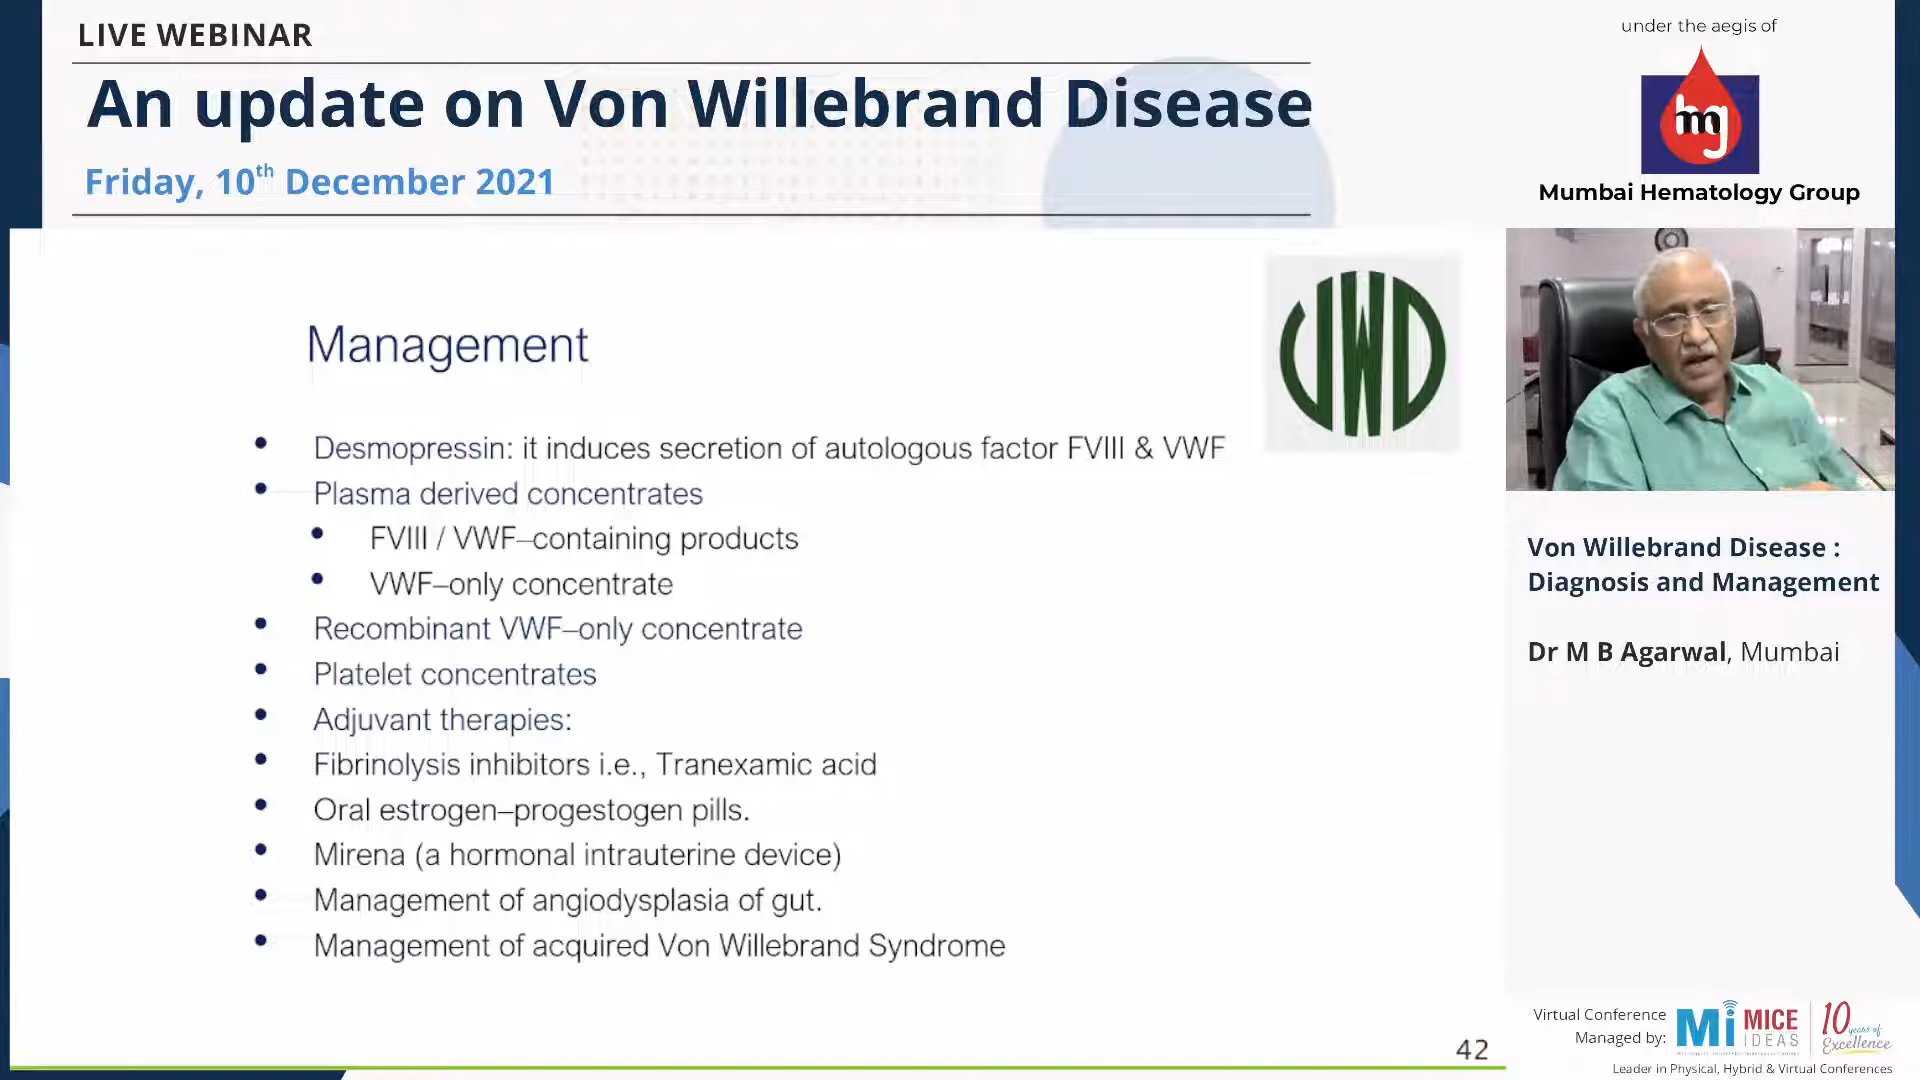 LIVE WEBINAR
An update on Von Willebrand Disease
Friday, 10th December 2021
under the aegis of
hmg
Mumbai Hematology Group
VWD
Management
• Desmopressin: it induces secretion of autologous factor FVIII & VWF
• Plasma derived concentrates
• FVIII / VWF–containing products
• VWF–only concentrate
• Recombinant VWF–only concentrate
• Platelet concentrates
• Adjuvant therapies:
• Fibrinolysis inhibitors i.e., Tranexamic acid
• Oral estrogen–progestogen pills.
• Mirena (a hormonal intrauterine device)
• Management of angiodysplasia of gut.
• Management of acquired Von Willebrand Syndrome
42
Von Willebrand Disease :
Diagnosis and Management
Dr M B Agarwal, Mumbai
Virtual Conference
Managed by:
Mi MICE
IDEAS
10 years of
Excellence
Leader in Physical, Hybrid & Virtual Conferences